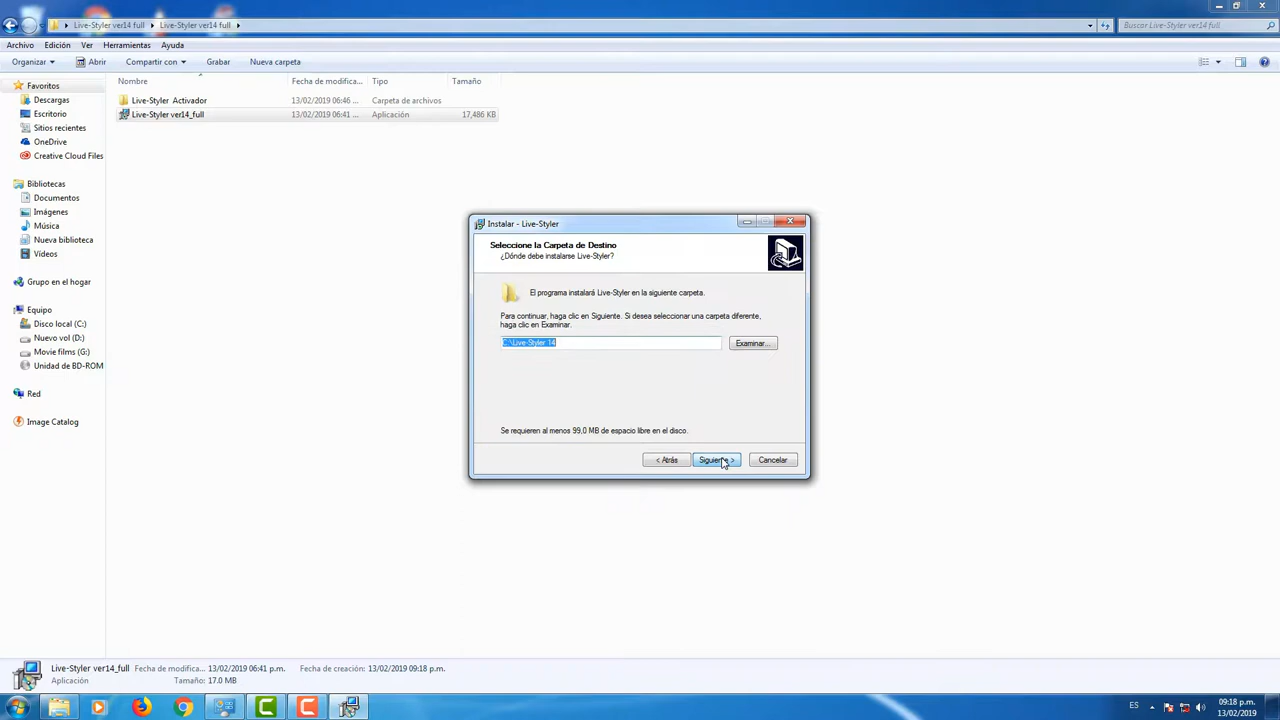 Live-Styler ver14 full
Live-Styler ver14 full
Buscar Live-Styler ver14 full
Archivo Edición Ver Herramientas Ayuda
Organizar Abrir Compartir con Grabar Nueva carpeta
Nombre Fecha de modifica... Tipo Tamaño
Favoritos
Descargas
Escritorio
Sitios recientes
OneDrive
Creative Cloud Files
Bibliotecas
Documentos
Imágenes
Música
Nueva biblioteca
Vídeos
Grupo en el hogar
Equipo
Disco local (C:)
Nuevo vol (D:)
Movie films (G:)
Unidad de BD-ROM
Red
Image Catalog
Live-Styler Activador 13/02/2019 06:46 ... Carpeta de archivos
Live-Styler ver14_full 13/02/2019 06:41 ... Aplicación 17,486 KB
Instalar - Live-Styler
Seleccione la Carpeta de Destino
¿Dónde debe instalarse Live-Styler?
El programa instalará Live-Styler en la siguiente carpeta.
Para continuar, haga clic en Siguiente. Si desea seleccionar una carpeta diferente,
haga clic en Examinar.
C:\Live-Styler 14
Examinar...
Se requieren al menos 99,0 MB de espacio libre en el disco.
< Atrás Siguiente > Cancelar
Live-Styler ver14_full Fecha de modifica... 13/02/2019 06:41 p.m. Fecha de creación: 13/02/2019 09:18 p.m.
Aplicación Tamaño: 17.0 MB
ES
09:18 p.m.
13/02/2019